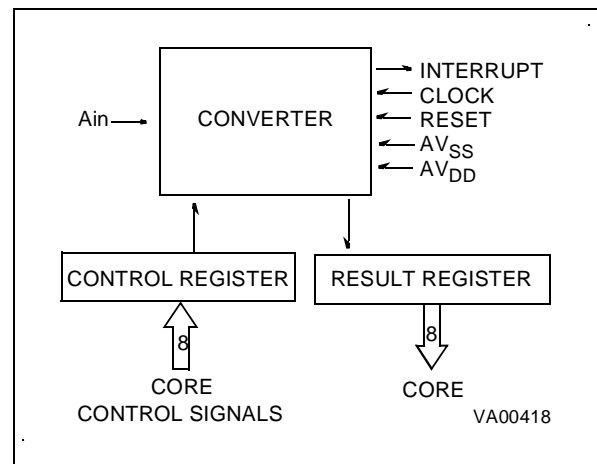 INTERRUPT
CLOCK
Ain
CONVERTER
RESET
AVSS
AVDD
CONTROL REGISTER
RESULT REGISTER
8
8
CORE
CONTROL SIGNALS
CORE
VA00418